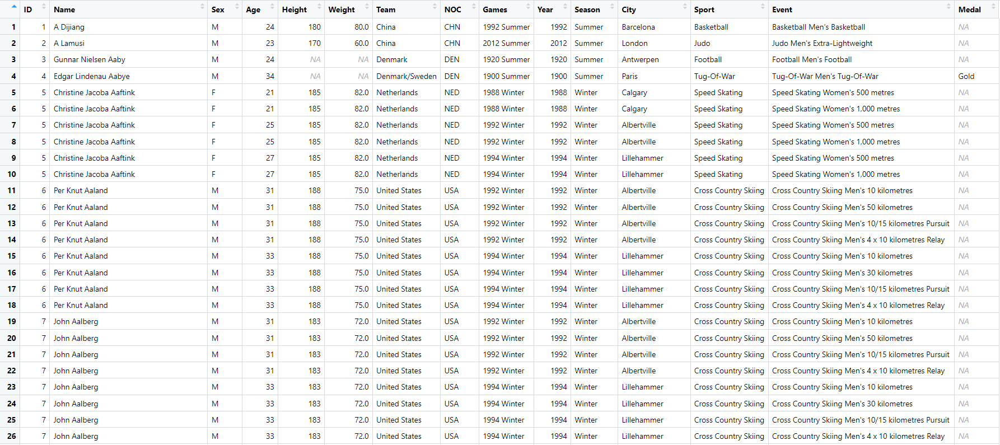 ID Name Sex Age Height Weight Team NOC Games Year Season City Sport Event Medal
1 1 A Dijiang M 24 180 80.0 China CHN 1992 Summer 1992 Summer Barcelona Basketball Basketball Men's Basketball NA
2 2 A Lamusi M 23 170 60.0 China CHN 2012 Summer 2012 Summer London Judo Judo Men's Extra-Lightweight NA
3 3 Gunnar Nielsen Aaby M 24 NA NA Denmark DEN 1920 Summer 1920 Summer Antwerpen Football Football Men's Football NA
4 4 Edgar Lindenau Aabye M 34 NA NA Denmark/Sweden DEN 1900 Summer 1900 Summer Paris Tug-Of-War Tug-Of-War Men's Tug-Of-War Gold
5 5 Christine Jacoba Aaftink F 21 185 82.0 Netherlands NED 1988 Winter 1988 Winter Calgary Speed Skating Speed Skating Women's 500 metres NA
6 5 Christine Jacoba Aaftink F 21 185 82.0 Netherlands NED 1988 Winter 1988 Winter Calgary Speed Skating Speed Skating Women's 1,000 metres NA
7 5 Christine Jacoba Aaftink F 25 185 82.0 Netherlands NED 1992 Winter 1992 Winter Albertville Speed Skating Speed Skating Women's 500 metres NA
8 5 Christine Jacoba Aaftink F 25 185 82.0 Netherlands NED 1992 Winter 1992 Winter Albertville Speed Skating Speed Skating Women's 1,000 metres NA
9 5 Christine Jacoba Aaftink F 27 185 82.0 Netherlands NED 1994 Winter 1994 Winter Lillehammer Speed Skating Speed Skating Women's 500 metres NA
10 5 Christine Jacoba Aaftink F 27 185 82.0 Netherlands NED 1994 Winter 1994 Winter Lillehammer Speed Skating Speed Skating Women's 1,000 metres NA
11 6 Per Knut Aaland M 31 188 75.0 United States USA 1992 Winter 1992 Winter Albertville Cross Country Skiing Cross Country Skiing Men's 10 kilometres NA
12 6 Per Knut Aaland M 31 188 75.0 United States USA 1992 Winter 1992 Winter Albertville Cross Country Skiing Cross Country Skiing Men's 50 kilometres NA
13 6 Per Knut Aaland M 31 188 75.0 United States USA 1992 Winter 1992 Winter Albertville Cross Country Skiing Cross Country Skiing Men's 10/15 kilometres Pursuit NA
14 6 Per Knut Aaland M 31 188 75.0 United States USA 1992 Winter 1992 Winter Albertville Cross Country Skiing Cross Country Skiing Men's 4 x 10 kilometres Relay NA
15 6 Per Knut Aaland M 33 188 75.0 United States USA 1994 Winter 1994 Winter Lillehammer Cross Country Skiing Cross Country Skiing Men's 10 kilometres NA
16 6 Per Knut Aaland M 33 188 75.0 United States USA 1994 Winter 1994 Winter Lillehammer Cross Country Skiing Cross Country Skiing Men's 30 kilometres NA
17 6 Per Knut Aaland M 33 188 75.0 United States USA 1994 Winter 1994 Winter Lillehammer Cross Country Skiing Cross Country Skiing Men's 10/15 kilometres Pursuit NA
18 6 Per Knut Aaland M 33 188 75.0 United States USA 1994 Winter 1994 Winter Lillehammer Cross Country Skiing Cross Country Skiing Men's 4 x 10 kilometres Relay NA
19 7 John Aalberg M 31 183 72.0 United States USA 1992 Winter 1992 Winter Albertville Cross Country Skiing Cross Country Skiing Men's 10 kilometres NA
20 7 John Aalberg M 31 183 72.0 United States USA 1992 Winter 1992 Winter Albertville Cross Country Skiing Cross Country Skiing Men's 50 kilometres NA
21 7 John Aalberg M 31 183 72.0 United States USA 1992 Winter 1992 Winter Albertville Cross Country Skiing Cross Country Skiing Men's 10/15 kilometres Pursuit NA
22 7 John Aalberg M 31 183 72.0 United States USA 1992 Winter 1992 Winter Albertville Cross Country Skiing Cross Country Skiing Men's 4 x 10 kilometres Relay NA
23 7 John Aalberg M 33 183 72.0 United States USA 1994 Winter 1994 Winter Lillehammer Cross Country Skiing Cross Country Skiing Men's 10 kilometres NA
24 7 John Aalberg M 33 183 72.0 United States USA 1994 Winter 1994 Winter Lillehammer Cross Country Skiing Cross Country Skiing Men's 30 kilometres NA
25 7 John Aalberg M 33 183 72.0 United States USA 1994 Winter 1994 Winter Lillehammer Cross Country Skiing Cross Country Skiing Men's 10/15 kilometres Pursuit NA
26 7 John Aalberg M 33 183 72.0 United States USA 1994 Winter 1994 Winter Lillehammer Cross Country Skiing Cross Country Skiing Men's 4 x 10 kilometres Relay NA